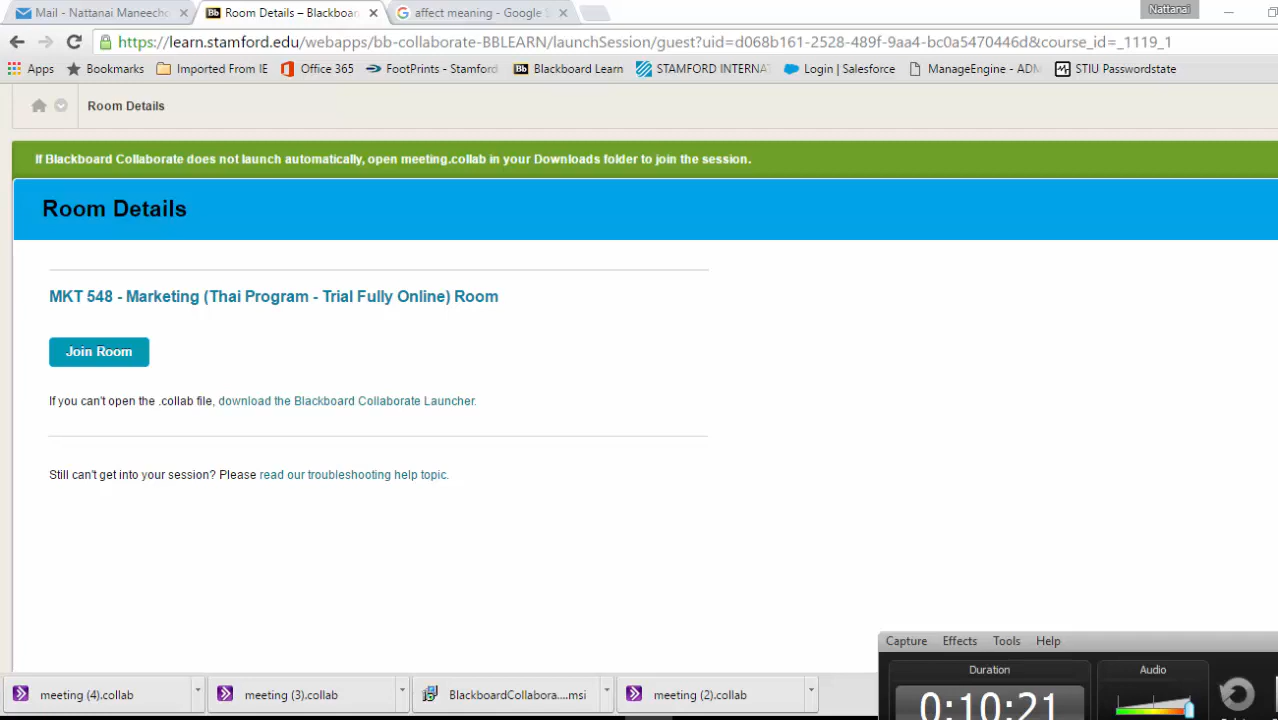 Mail - Nattanai Maneecho
Room Details – Blackboar
affect meaning - Google
Nattanai
https://learn.stamford.edu/webapps/bb-collaborate-BBLEARN/launchSession/guest?uid=d068b161-2528-489f-9aa4-bc0a5470446d&course_id=_1119_1
Apps
Bookmarks
Imported From IE
Office 365
FootPrints - Stamford
Bb
Blackboard Learn
STAMFORD INTERNAT
Login | Salesforce
ManageEngine - ADM
STIU Passwordstate
Room Details
If Blackboard Collaborate does not launch automatically, open meeting.collab in your Downloads folder to join the session.
Room Details
MKT 548 - Marketing (Thai Program - Trial Fully Online) Room
Join Room
If you can't open the .collab file, download the Blackboard Collaborate Launcher.
Still can't get into your session? Please read our troubleshooting help topic.
Capture Effects Tools Help
Duration
Audio
0:10:21
meeting (4).collab
meeting (3).collab
BlackboardCollabora....msi
meeting (2).collab